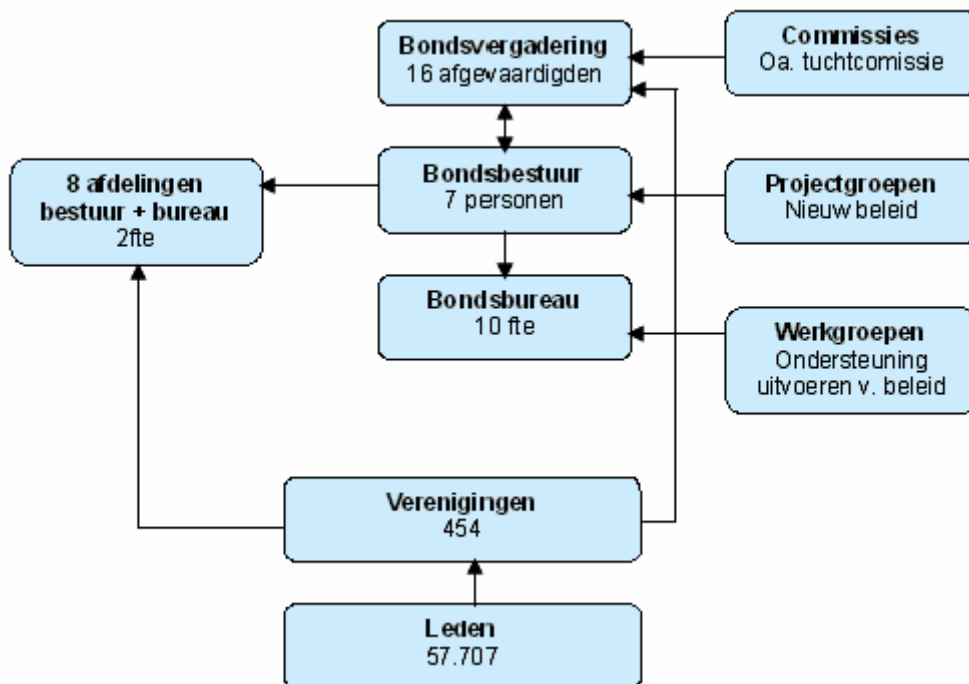 Bondsvergadering
16 afgevaardigden
Commissies
Oa. tuchtcomissie
8 afdelingen
bestuur + bureau
2fte
Bondsbestuur
7 personen
Projectgroepen
Nieuw beleid
Bondsbureau
10 fte
Werkgroepen
Ondersteuning
uitvoeren v. beleid
Verenigingen
454
Leden
57.707